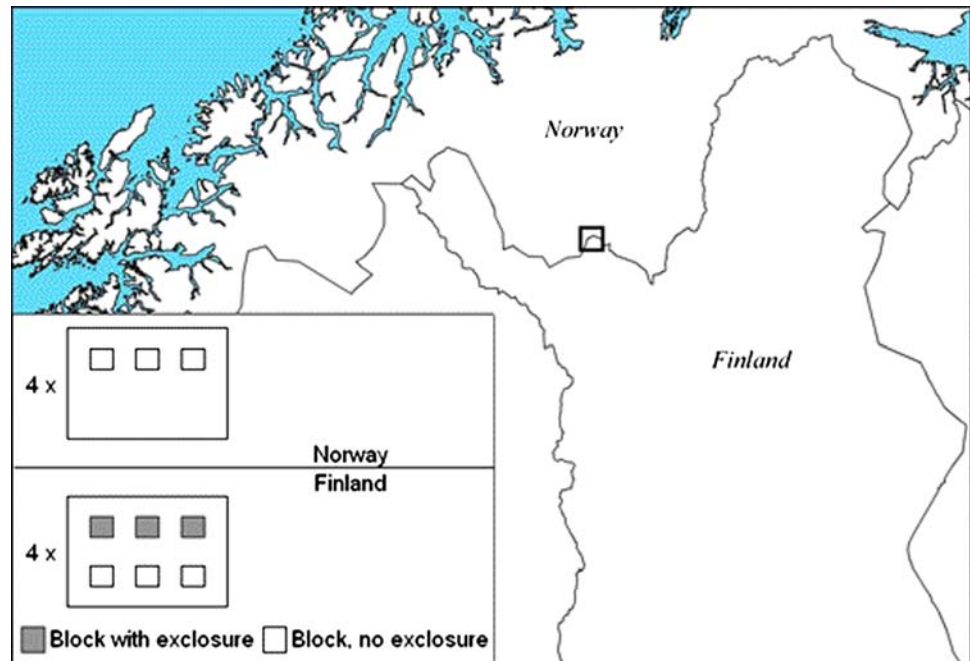 Norway
Finland
4 x
Norway
Finland
4 x
Block with exclosure
Block, no exclosure